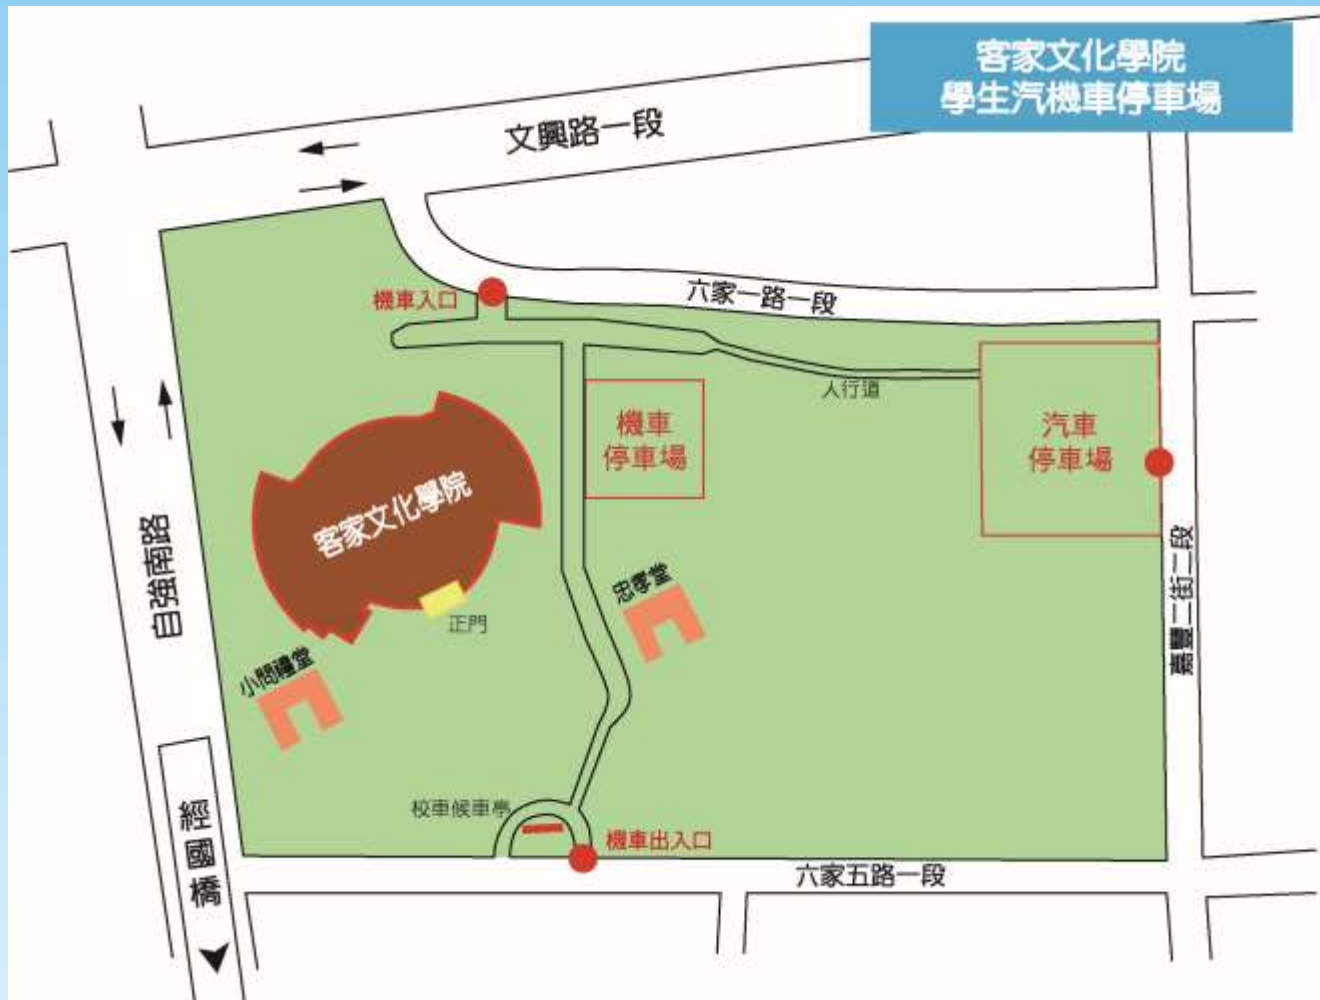 客家文化學院
學生汽機車停車場
文興路一段
機車入口
六家一路一段
人行道
機車
停車場
汽車
停車場
客家文化學院
自強南路
正門
忠孝堂
小問禮堂
嘉豐二街二段
經國橋
校車候車亭
機車出入口
六家五路一段